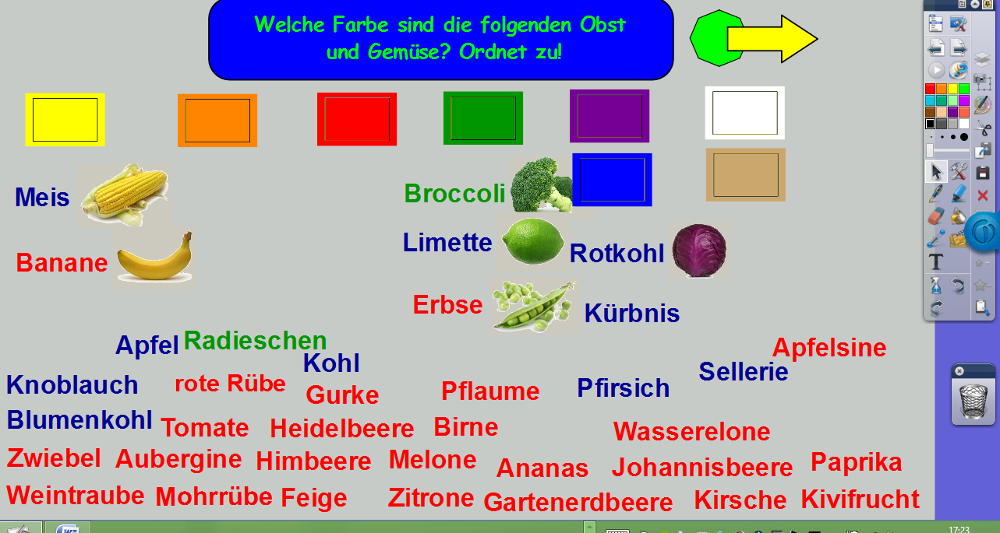 Welche Farbe sind die folgenden Obst
und Gemüse? Ordnet zu!
Meis
Broccoli
Banane
Limette
Rotkohl
Erbse
Kürbnis
Apfel
Radieschen
Apfelsine
Kohl
Sellerie
Knoblauch
rote Rübe
Gurke
Pflaume
Pfirsich
Blumenkohl
Tomate
Heidelbeere
Birne
Wasserelone
Zwiebel
Aubergine
Himbeere
Melone
Ananas
Johannisbeere
Paprika
Weintraube
Mohrrübe
Feige
Zitrone
Gartenerdbeere
Kirsche
Kivifrucht
T
17:23